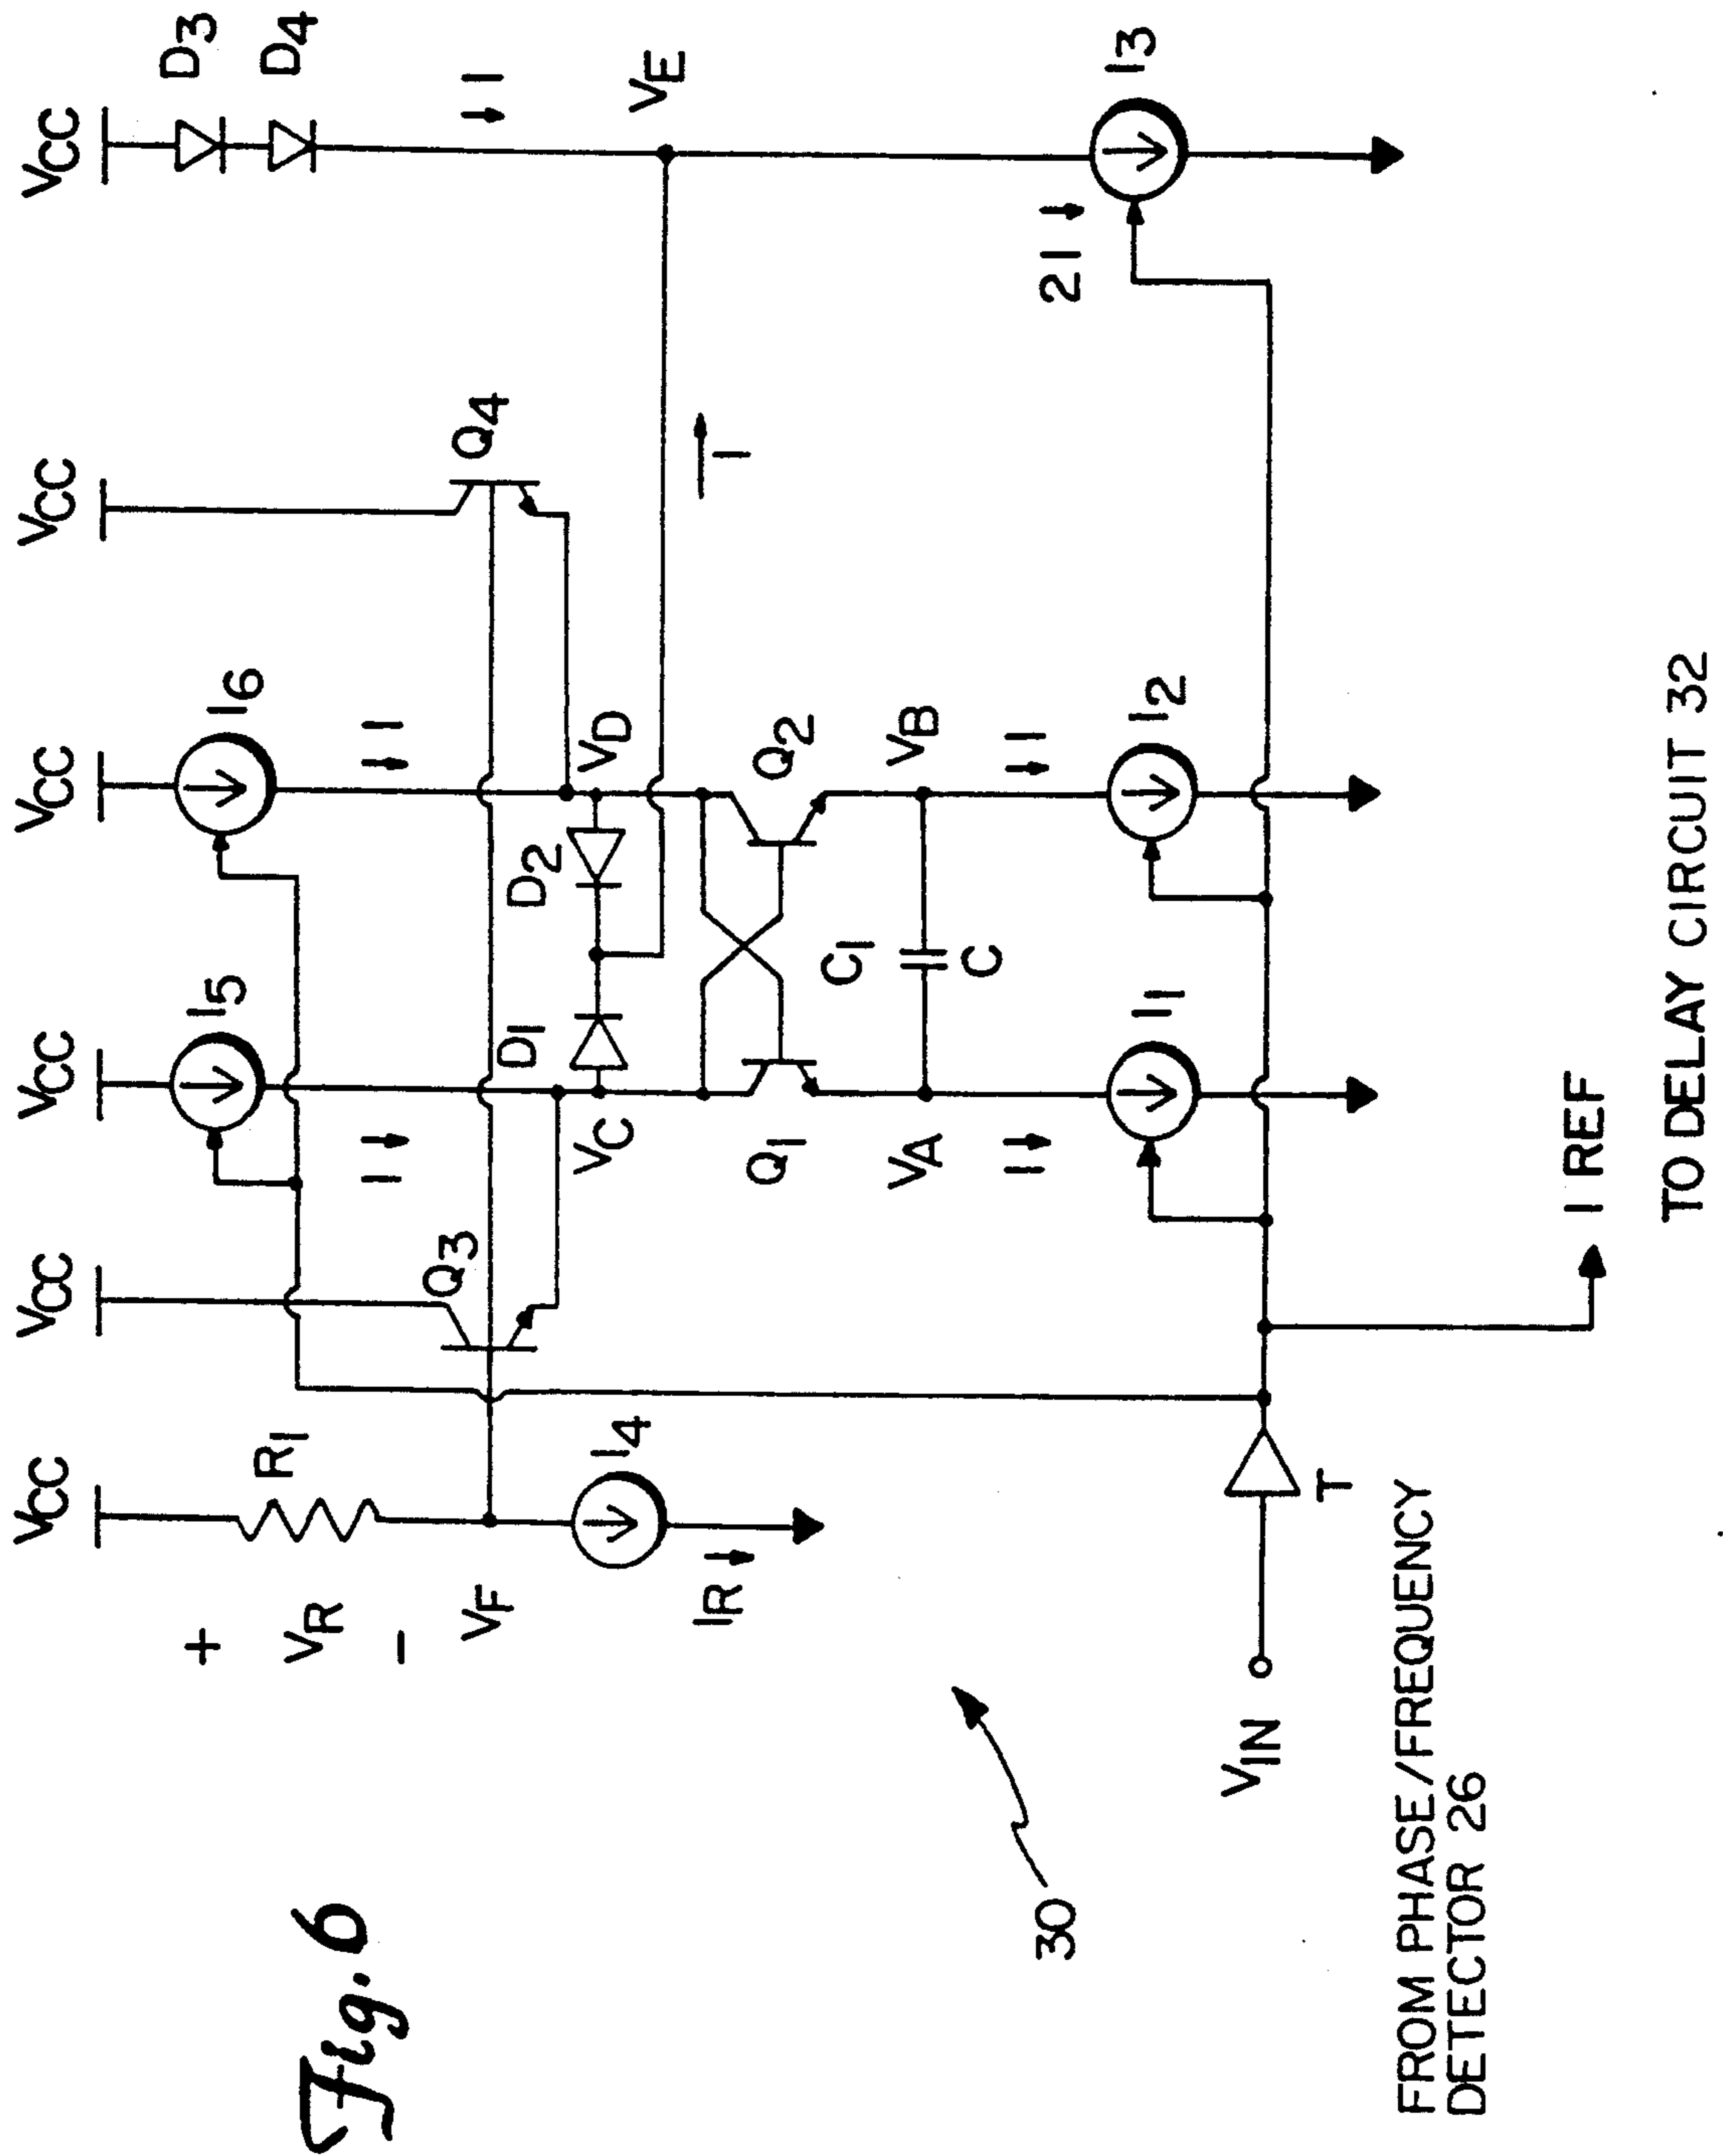 VCC
VCC
VCC
VCC
VCC
VCC
+
VR
−
R1
I5
I6
D3
D4
I
I
I
Q3
Q4
VF
VC
D1
D2
VD
VE
I4
IR
I
Q1
Q2
VA
C1
C
VB
I
I
2I
I1
I2
I3
30
VIN
T
I REF
FROM PHASE/FREQUENCY
DETECTOR 26
TO DELAY CIRCUIT 32
Fig. 6